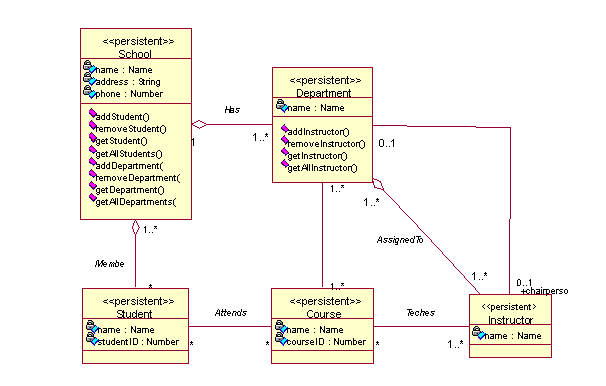 <<persistent>>
School
name : Name
address : String
phone : Number
addStudent()
removeStudent()
getStudent()
getAllStudents()
addDepartment(
removeDepartment(
getDepartment()
getAllDepartments(
Has
1
1..*
<<persistent>>
Department
name : Name
addInstructor()
removeInstructor()
getInstructor()
getAllInstructor()
0..1
1..*
1..*
1..*
Membe
*
AssignedTo
1..*
1..*
0..1
+chairperso
<<persistent>>
Student
name : Name
studentID : Number
Attends
*
*
<<persistent>>
Course
name : Name
courseID : Number
Teches
*
1..*
<<persistent>
Instructor
name : Name